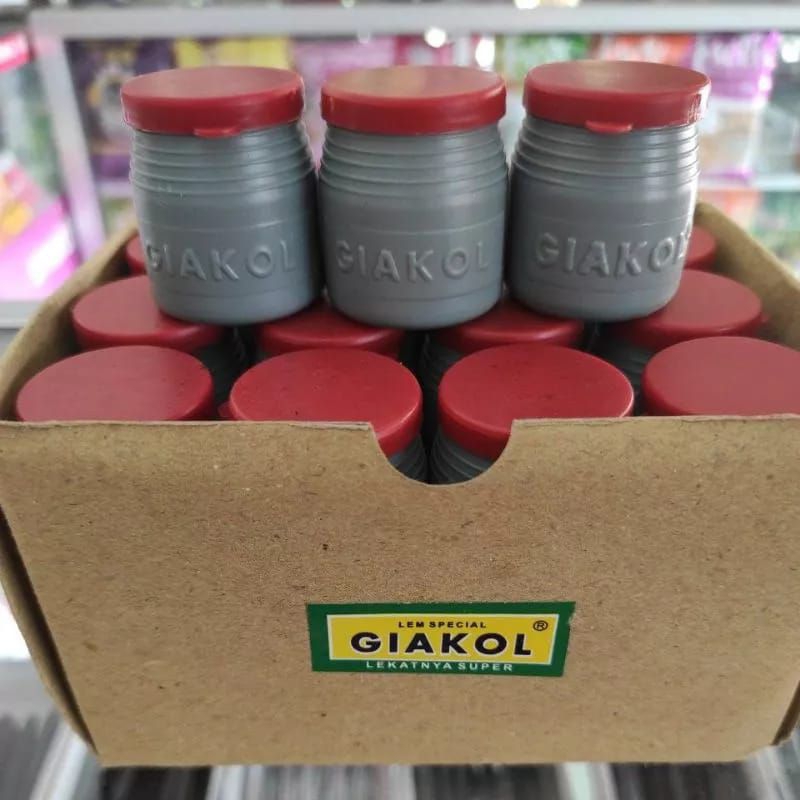 GIAKOL GIAKOL GIAKOL
LEM SPECIAL
GIAKOL ®
LEKATNYA SUPER